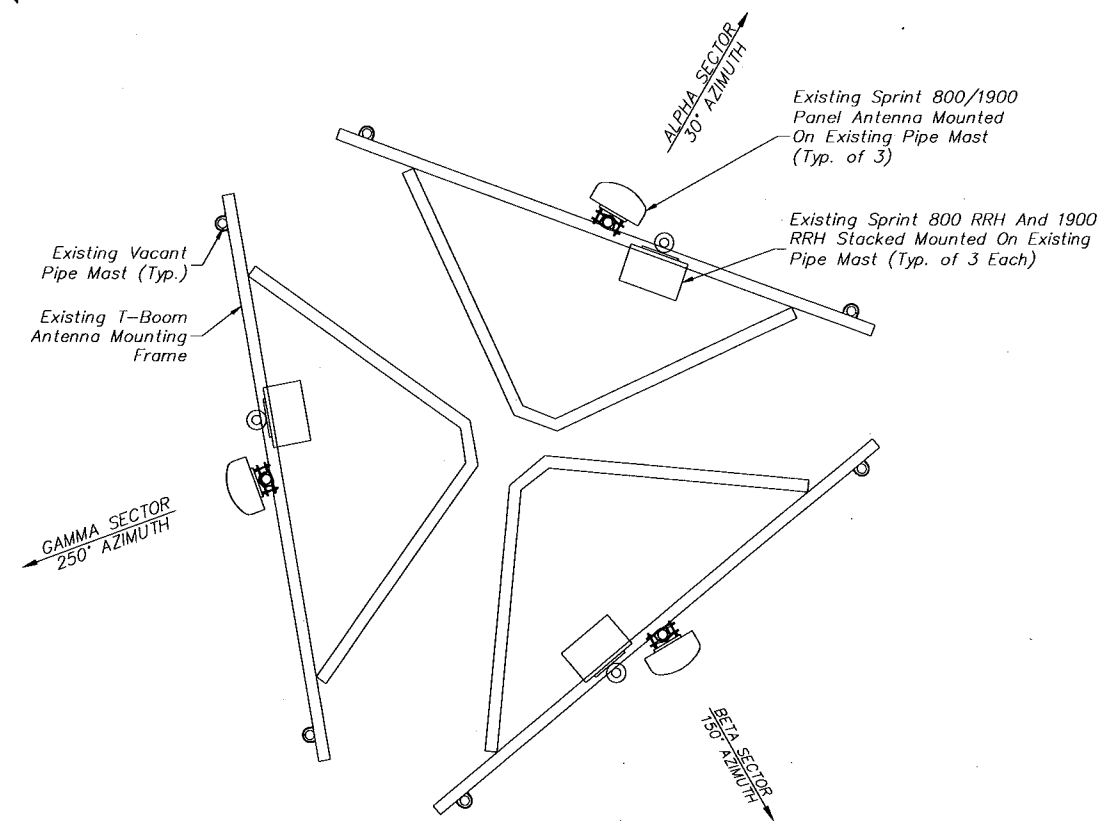 ALPHA SECTOR
30° AZIMUTH
Existing Sprint 800/1900
Panel Antenna Mounted
On Existing Pipe Mast
(Typ. of 3)
Existing Sprint 800 RRH And 1900
RRH Stacked Mounted On Existing
Pipe Mast (Typ. of 3 Each)
Existing Vacant
Pipe Mast (Typ.)
Existing T-Boom
Antenna Mounting
Frame
GAMMA SECTOR
250° AZIMUTH
BETA SECTOR
150° AZIMUTH